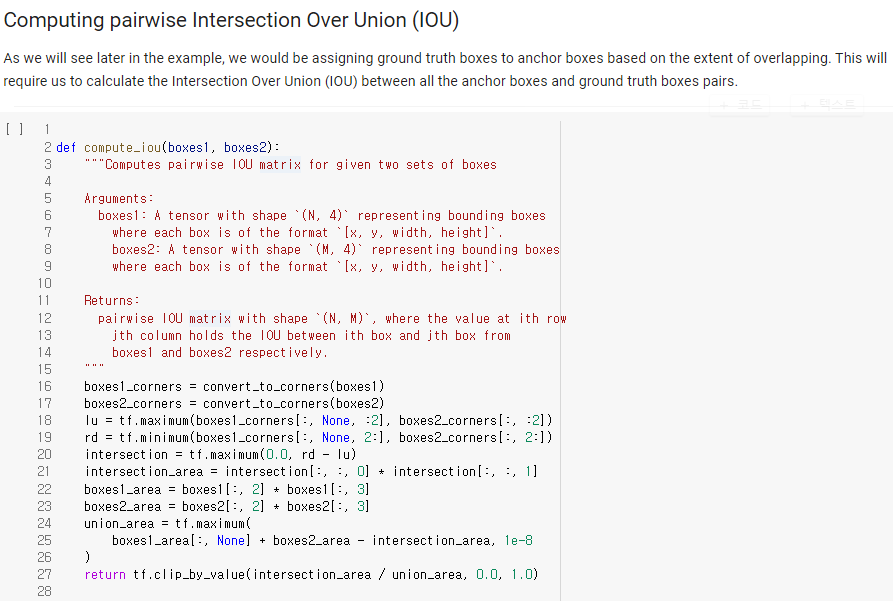 Computing pairwise Intersection Over Union (IOU)
As we will see later in the example, we would be assigning ground truth boxes to anchor boxes based on the extent of overlapping. This will
require us to calculate the Intersection Over Union (IOU) between all the anchor boxes and ground truth boxes pairs.
+ 코드 + 텍스트
[ ] 1
2 def compute_iou(boxes1, boxes2):
3 """Computes pairwise IOU matrix for given two sets of boxes
4
5 Arguments:
6 boxes1: A tensor with shape `(N, 4)` representing bounding boxes
7 where each box is of the format `[x, y, width, height]`.
8 boxes2: A tensor with shape `(M, 4)` representing bounding boxes
9 where each box is of the format `[x, y, width, height]`.
10
11 Returns:
12 pairwise IOU matrix with shape `(N, M)`, where the value at ith row
13 jth column holds the IOU between ith box and jth box from
14 boxes1 and boxes2 respectively.
15 """
16 boxes1_corners = convert_to_corners(boxes1)
17 boxes2_corners = convert_to_corners(boxes2)
18 lu = tf.maximum(boxes1_corners[:, None, :2], boxes2_corners[:, :2])
19 rd = tf.minimum(boxes1_corners[:, None, 2:], boxes2_corners[:, 2:])
20 intersection = tf.maximum(0.0, rd - lu)
21 intersection_area = intersection[:, :, 0] * intersection[:, :, 1]
22 boxes1_area = boxes1[:, 2] * boxes1[:, 3]
23 boxes2_area = boxes2[:, 2] * boxes2[:, 3]
24 union_area = tf.maximum(
25 boxes1_area[:, None] + boxes2_area - intersection_area, 1e-8
26 )
27 return tf.clip_by_value(intersection_area / union_area, 0.0, 1.0)
28